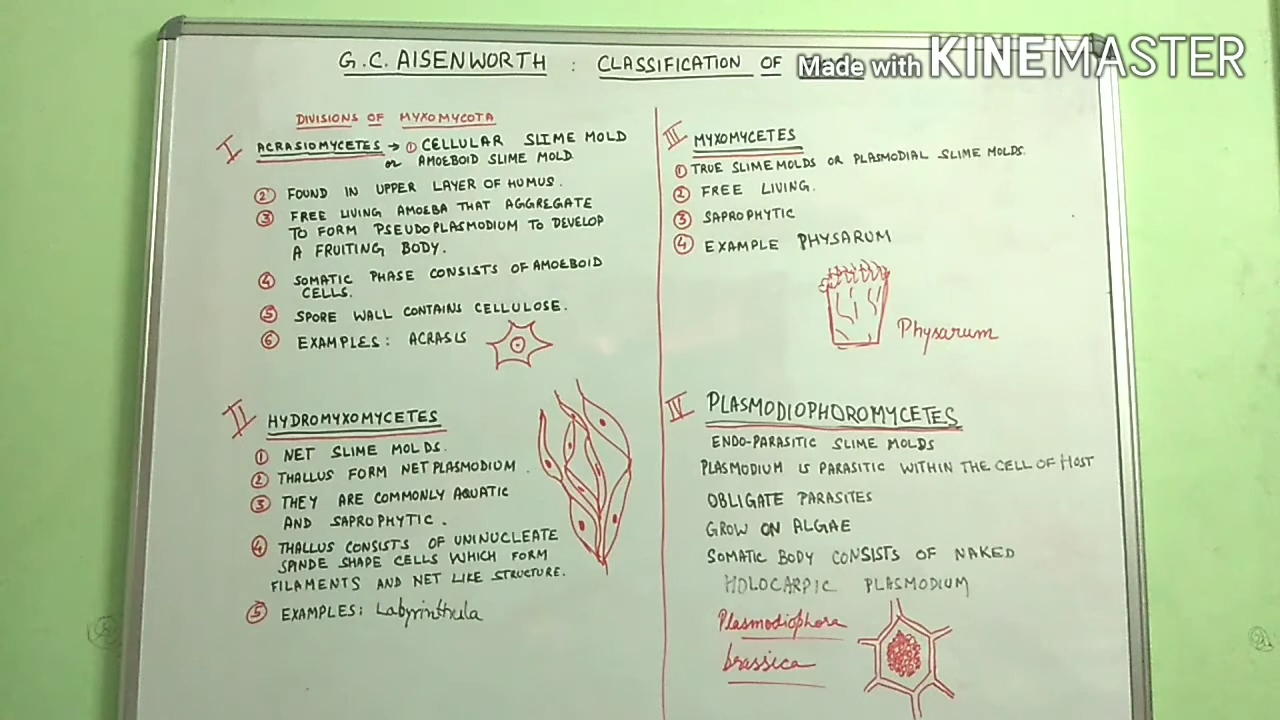 G.C. AISENWORTH : CLASSIFICATION OF
Made with KINEMASTER
DIVISIONS OF MYXOMYCOTA
I ACRASIOMYCETES → ① CELLULAR SLIME MOLD
or AMOEBOID SLIME MOLD
② FOUND IN UPPER LAYER OF HUMUS.
③ FREE LIVING AMOEBA THAT AGGREGATE
TO FORM PSEUDOPLASMODIUM TO DEVELOP
A FRUITING BODY.
④ SOMATIC PHASE CONSISTS OF AMOEBOID
CELLS.
⑤ SPORE WALL CONTAINS CELLULOSE.
⑥ EXAMPLES: ACRASIS
II HYDROMYXOMYCETES
① NET SLIME MOLDS.
② THALLUS FORM NET PLASMODIUM.
③ THEY ARE COMMONLY AQUATIC
AND SAPROPHYTIC.
④ THALLUS CONSISTS OF UNINUCLEATE
SPINDE SHAPE CELLS WHICH FORM
FILAMENTS AND NET LIKE STRUCTURE.
⑤ EXAMPLES: Labyrinthula
III MYXOMYCETES
① TRUE SLIME MOLDS OR PLASMODIAL SLIME MOLDS.
② FREE LIVING.
③ SAPROPHYTIC
④ EXAMPLE PHYSARUM
Physarum
IV PLASMODIOPHOROMYCETES
ENDO-PARASITIC SLIME MOLDS
PLASMODIUM IS PARASITIC WITHIN THE CELL OF HOST
OBLIGATE PARASITES
GROW ON ALGAE
SOMATIC BODY CONSISTS OF NAKED
HOLOCARPIC PLASMODIUM
Plasmodiophora
brassica